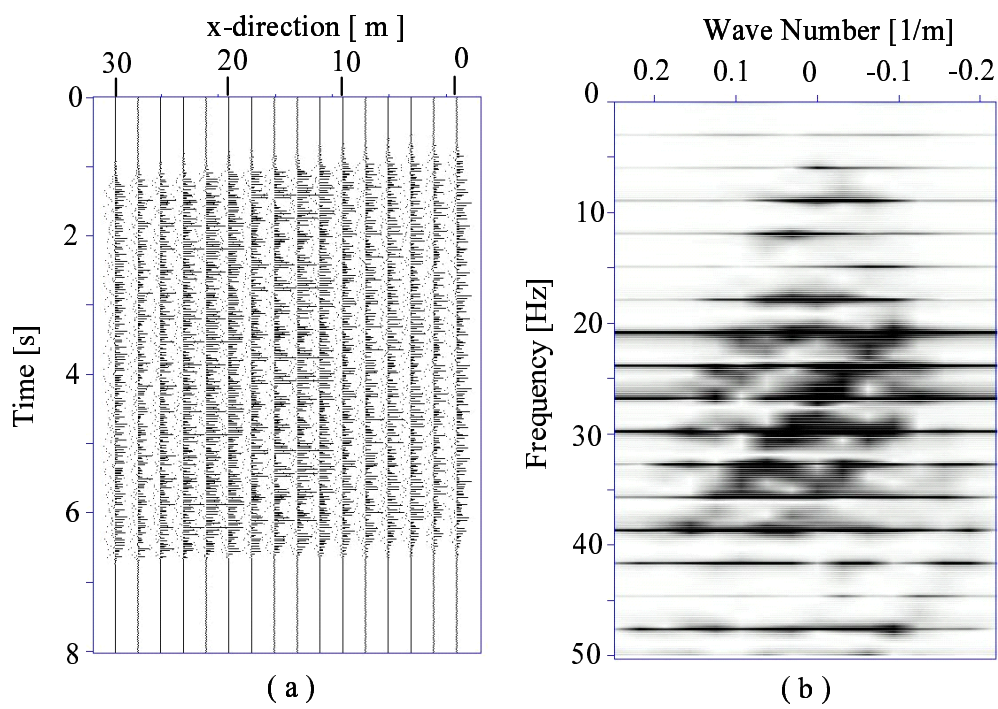 x-direction [ m ]
30 20 10 0
0
2
4
6
8
Time [s]
( a )
Wave Number [1/m]
0.2 0.1 0 -0.1 -0.2
0
10
20
30
40
50
Frequency [Hz]
( b )